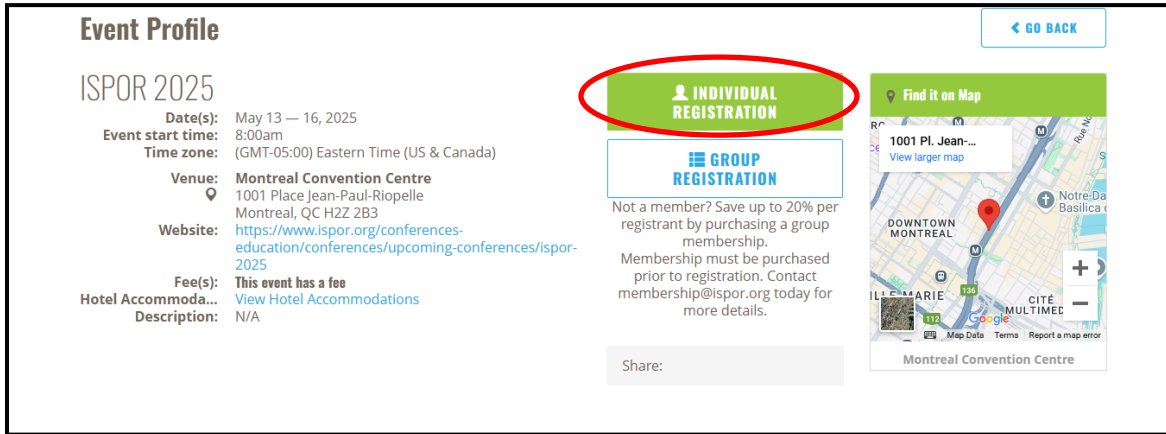 Event Profile
GO BACK
ISPOR 2025
Date(s): May 13 — 16, 2025
Event start time: 8:00am
Time zone: (GMT-05:00) Eastern Time (US & Canada)
Venue: Montreal Convention Centre
1001 Place Jean-Paul-Riopelle
Montreal, QC H2Z 2B3
Website: https://www.ispor.org/conferences-
education/conferences/upcoming-conferences/ispor-
2025
Fee(s): This event has a fee
Hotel Accommoda... View Hotel Accommodations
Description: N/A
INDIVIDUAL
REGISTRATION
GROUP
REGISTRATION
Not a member? Save up to 20% per
registrant by purchasing a group
membership.
Membership must be purchased
prior to registration. Contact
membership@ispor.org today for
more details.
Share:
Find it on Map
1001 Pl. Jean-...
View larger map
Rue
Notre-Da
Basilica
DOWNTOWN
MONTREAL
136
MARIE
CITÉ
MULTIMED
112
Google
Map Data Terms Report a map error
Montreal Convention Centre